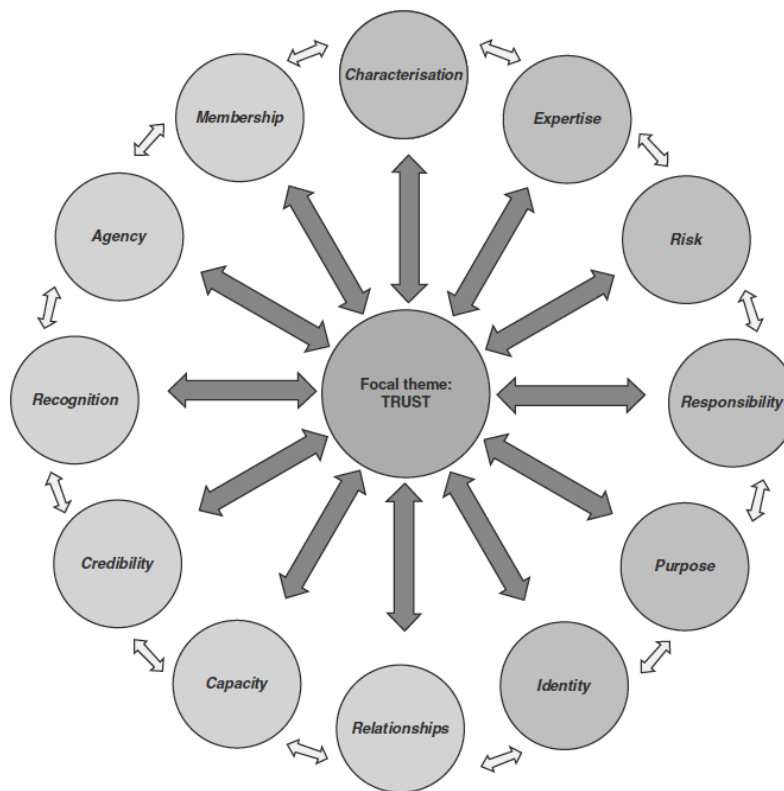 Characterisation
Membership
Expertise
Agency
Risk
Focal theme:
TRUST
Recognition
Responsibility
Credibility
Purpose
Capacity
Identity
Relationships